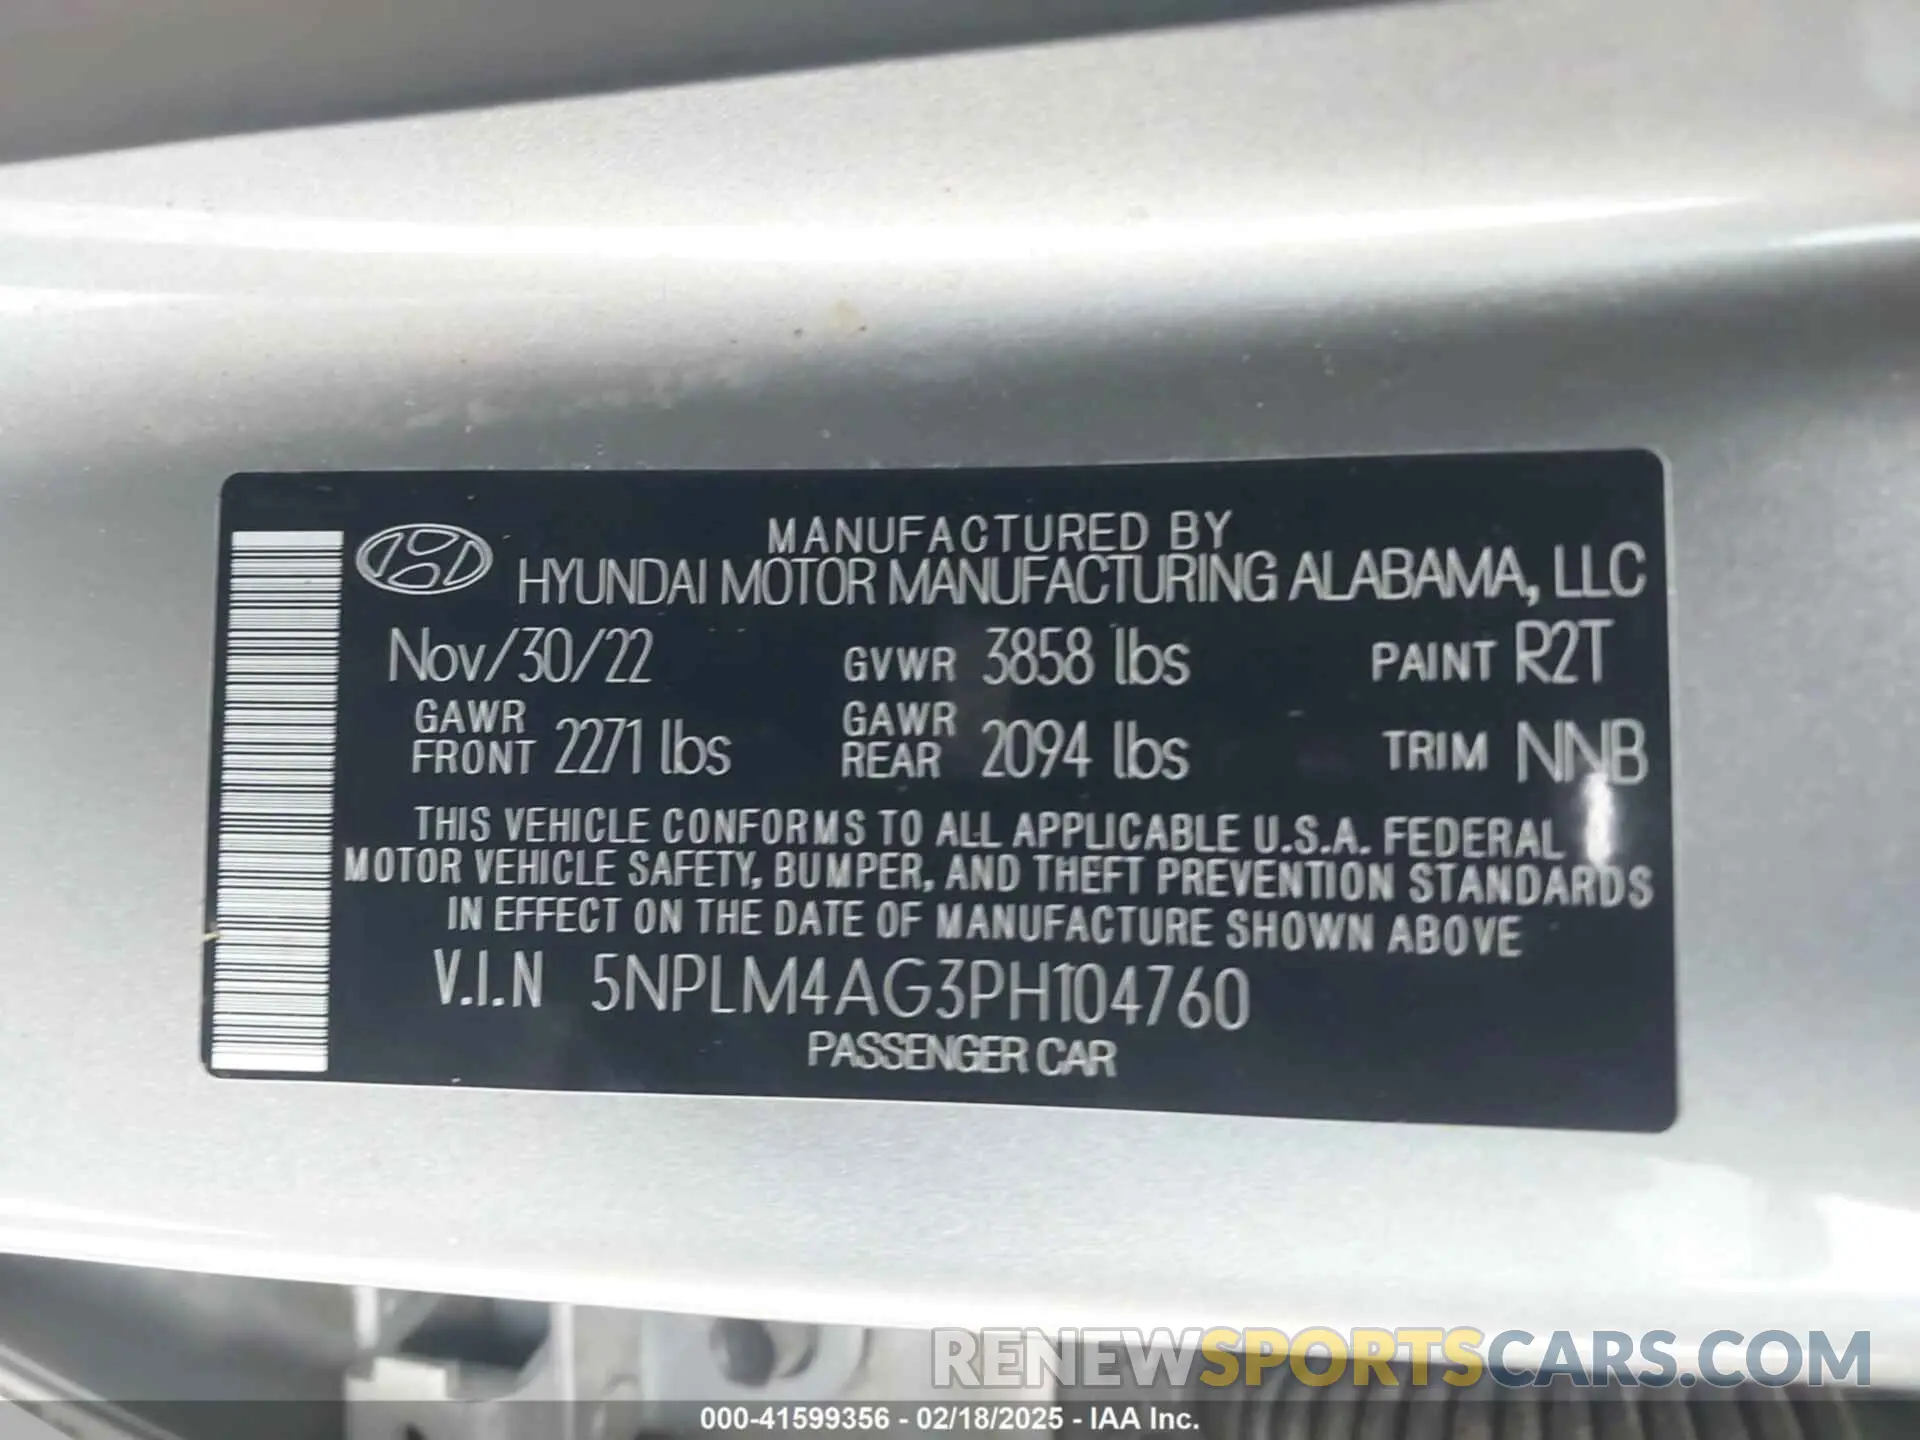 MANUFACTURED BY
HYUNDAI MOTOR MANUFACTURING ALABAMA, LLC
Nov/30/22 GVWR 3858 lbs PAINT R2T
GAWR FRONT 2271 lbs GAWR REAR 2094 lbs TRIM NNB
THIS VEHICLE CONFORMS TO ALL APPLICABLE U.S.A. FEDERAL
MOTOR VEHICLE SAFETY, BUMPER, AND THEFT PREVENTION STANDARDS
IN EFFECT ON THE DATE OF MANUFACTURE SHOWN ABOVE
V.I.N 5NPLM4AG3PH104760
PASSENGER CAR
RENEWSPORTSCARS.COM
000-41599356 - 02/18/2025 - IAA Inc.